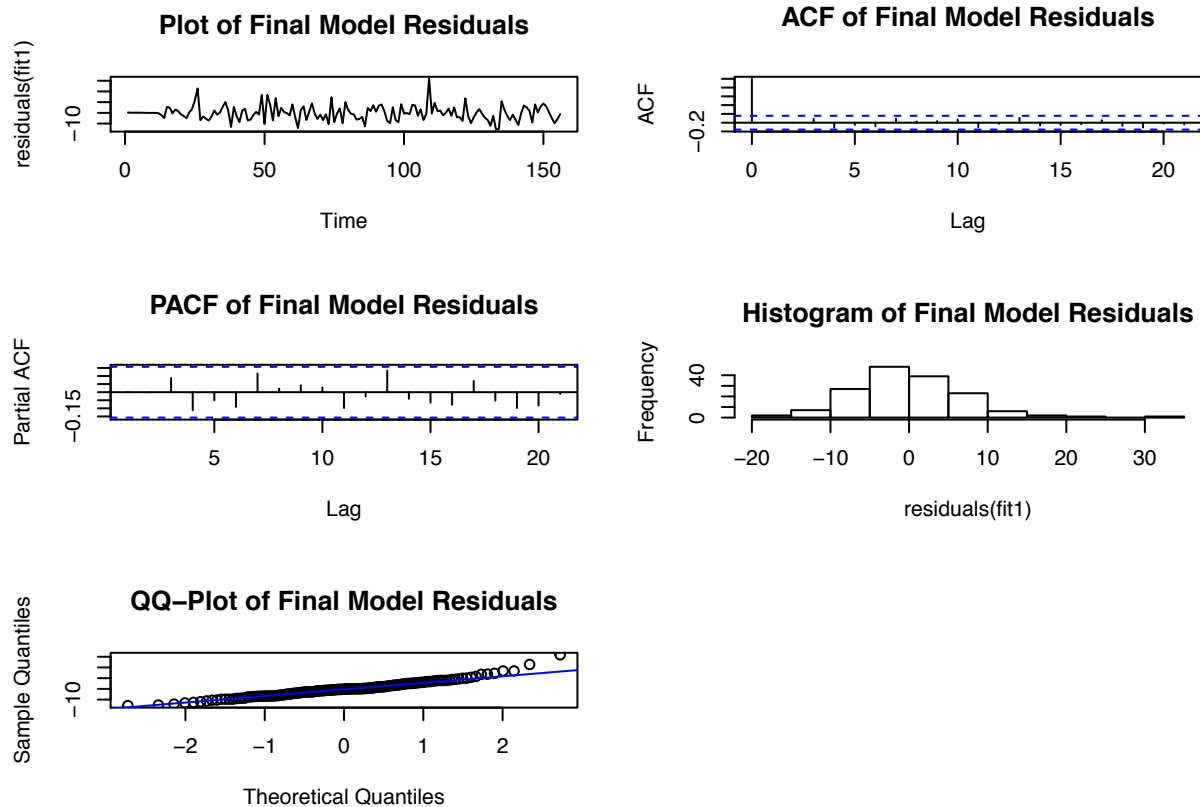 Plot of Final Model Residuals
residuals(fit1)
−10
0 50 100 150
Time
ACF of Final Model Residuals
ACF
−0.2
0 5 10 15 20
Lag
PACF of Final Model Residuals
Partial ACF
−0.15
5 10 15 20
Lag
Histogram of Final Model Residuals
Frequency
40
0
−20 −10 0 10 20 30
residuals(fit1)
QQ−Plot of Final Model Residuals
Sample Quantiles
−10
−2 −1 0 1 2
Theoretical Quantiles